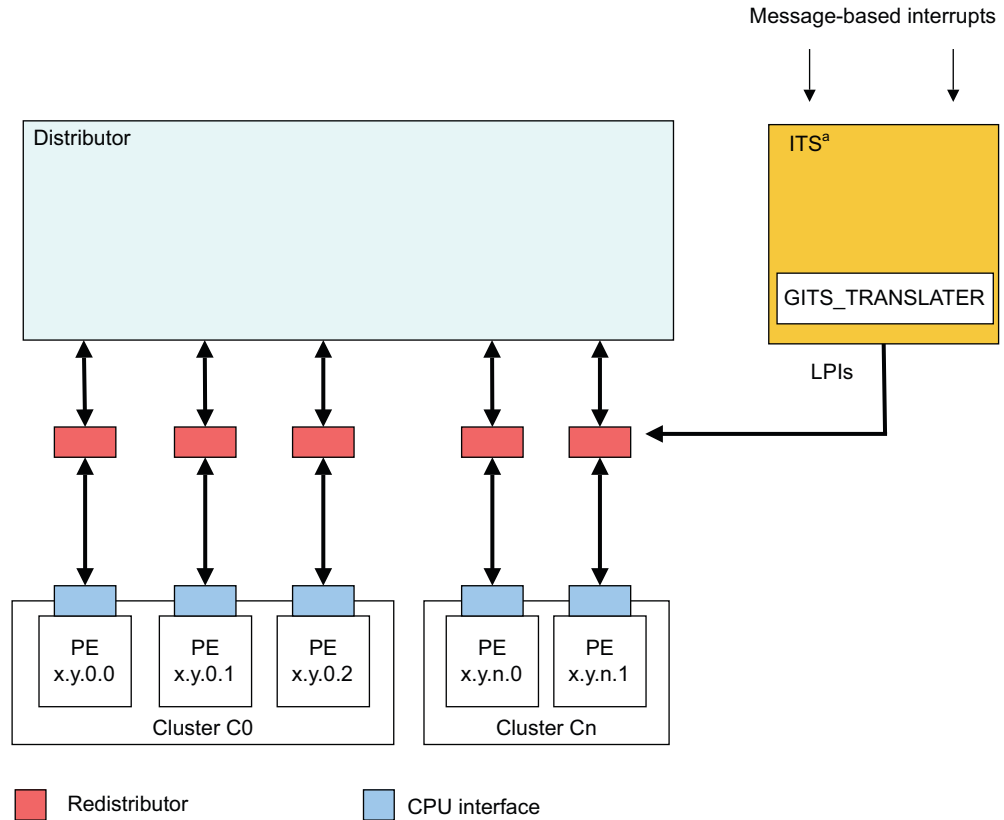 Message-based interrupts
Distributor
ITSᵃ
GITS_TRANSLATER
LPIs
PE
x.y.0.0
PE
x.y.0.1
PE
x.y.0.2
PE
x.y.n.0
PE
x.y.n.1
Cluster C0
Cluster Cn
Redistributor
CPU interface